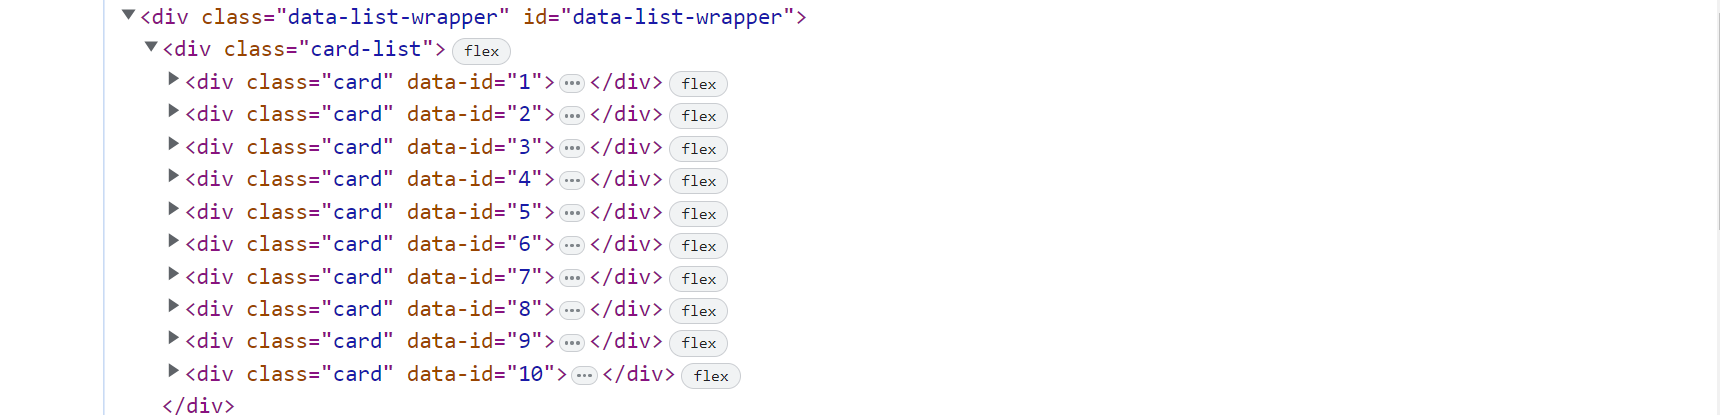 <div class="data-list-wrapper" id="data-list-wrapper">
<div class="card-list"> flex
<div class="card" data-id="1"> ••• </div> flex
<div class="card" data-id="2"> ••• </div> flex
<div class="card" data-id="3"> ••• </div> flex
<div class="card" data-id="4"> ••• </div> flex
<div class="card" data-id="5"> ••• </div> flex
<div class="card" data-id="6"> ••• </div> flex
<div class="card" data-id="7"> ••• </div> flex
<div class="card" data-id="8"> ••• </div> flex
<div class="card" data-id="9"> ••• </div> flex
<div class="card" data-id="10"> ••• </div> flex
</div>